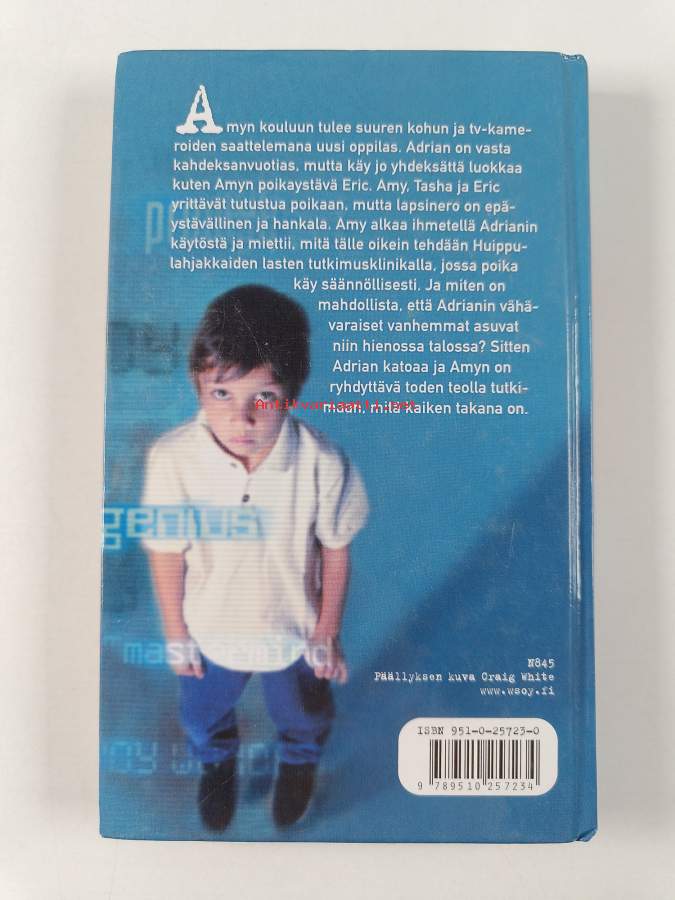 Amyn kouluun tulee suuren kohun ja tv-kame-
roiden saattelemana uusi oppilas. Adrian on vasta
kahdeksanvuotias, mutta käy jo yhdeksättä luokkaa
kuten Amyn poikaystävä Eric. Amy, Tasha ja Eric
yrittävät tutustua poikaan, mutta lapsinero on epä-
ystävällinen ja hankala. Amy alkaa ihmetellä Adrianin
käytöstä ja miettii, mitä tälle oikein tehdään Huippu-
lahjakkaiden lasten tutkimusklinikalla, jossa poika
käy säännöllisesti. Ja miten on
mahdollista, että Adrianin vähä-
varaiset vanhemmat asuvat
niin hienossa talossa? Sitten
Adrian katoaa ja Amyn on
ryhdyttävä toden teolla tutki-
Antikvariaatti.net
maan, mitä kaiken takana on.
genius
mastermind
N845
Päällyksen kuva Craig White
www.wsoy.fi
ISBN 951-0-25723-0
9 789510 257234